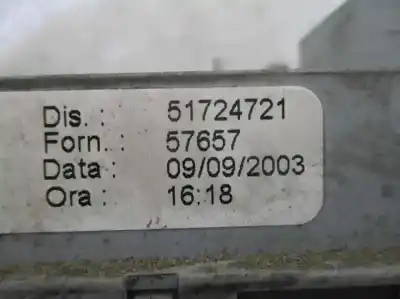 Dis. : 51724721
Forn. : 57657
Data : 09/09/2003
Ora : 16:18